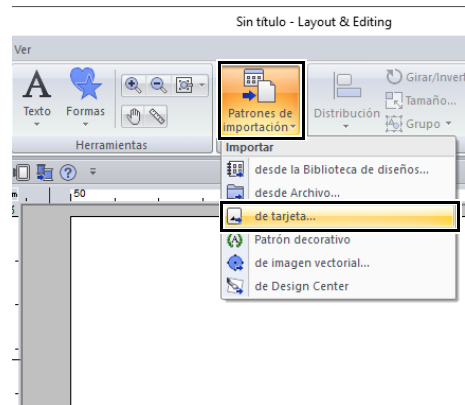 Sin título - Layout & Editing
Ver
Texto
Formas
Herramientas
Patrones de
importación
Distribución
Girar/Invert
Tamaño...
Grupo
Importar
desde la Biblioteca de diseños...
desde Archivo...
de tarjeta...
Patrón decorativo
de imagen vectorial...
de Design Center
50